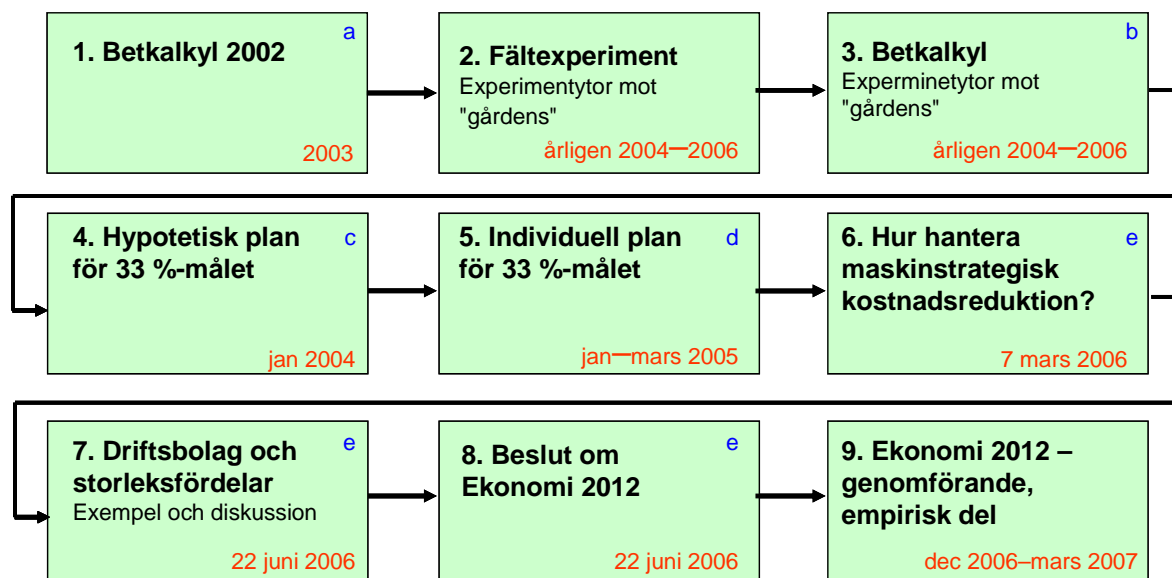 1. Betkalkyl 2002
a
2003
2. Fältexperiment
Experimentytor mot
"gårdens"
årligen 2004—2006
3. Betkalkyl
b
Experminetytor mot
"gårdens"
årligen 2004—2006
4. Hypotetisk plan
c
för 33 %-målet
jan 2004
5. Individuell plan
d
för 33 %-målet
jan—mars 2005
6. Hur hantera
e
maskinstrategisk
kostnadsreduktion?
7 mars 2006
7. Driftsbolag och
e
storleksfördelar
Exempel och diskussion
22 juni 2006
8. Beslut om
e
Ekonomi 2012
22 juni 2006
9. Ekonomi 2012 –
genomförande,
empirisk del
dec 2006–mars 2007